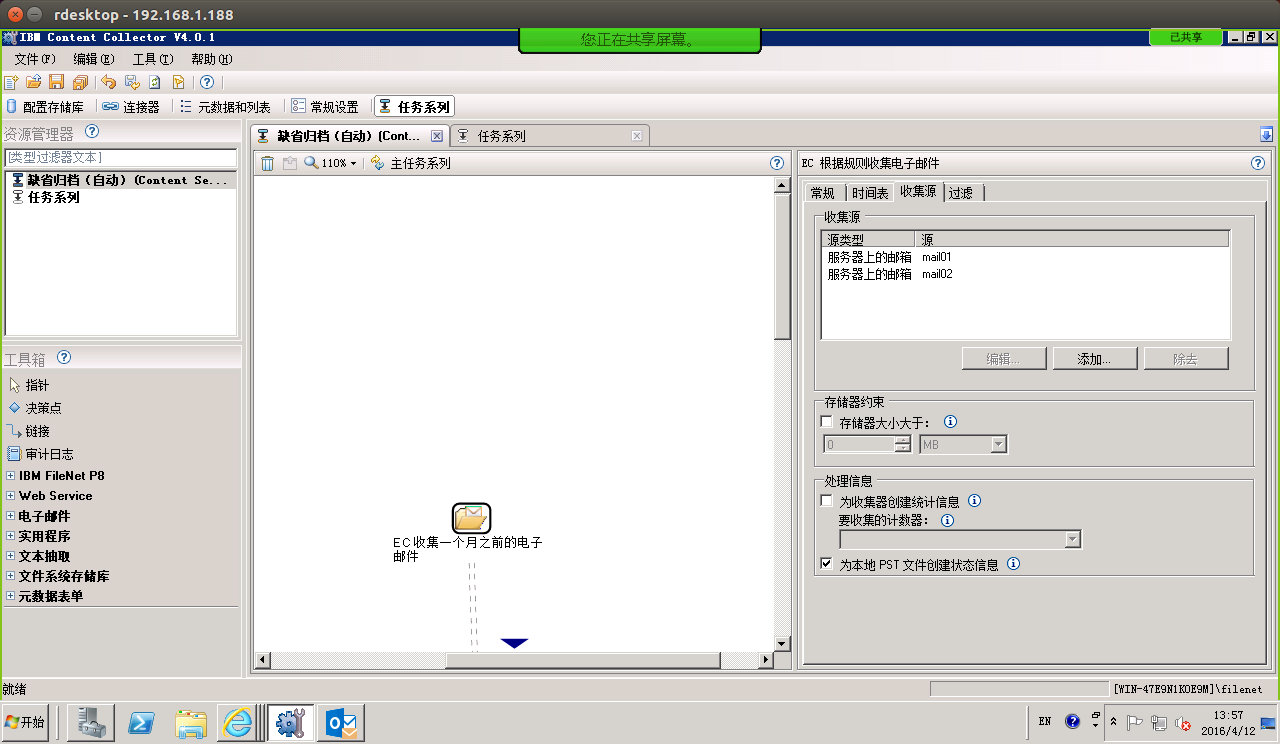 rdesktop - 192.168.1.188
IBM Content Collector V4.0.1
您正在共享屏幕。
已共享
文件(F) 编辑(E) 工具(T) 帮助(H)
配置存储库 连接器 元数据和列表 常规设置 任务系列
资源管理器
[类型过滤器文本]
缺省归档（自动）(Content Se...
任务系列
工具箱
指针
决策点
链接
审计日志
IBM FileNet P8
Web Service
电子邮件
实用程序
文本抽取
文件系统存储库
元数据表单
缺省归档（自动）(Cont... 任务系列
110% 主任务系列
EC 收集一个月之前的电子
邮件
EC 根据规则收集电子邮件
常规 时间表 收集源 过滤
收集源
源类型 源
服务器上的邮箱 mail01
服务器上的邮箱 mail02
编辑... 添加... 除去
存储器约束
存储器大小大于：
0 MB
处理信息
为收集器创建统计信息
要收集的计数器：
为本地 PST 文件创建状态信息
就绪
[WIN-47E9N1KOE9M]\filenet
开始
EN
13:57
2016/4/12